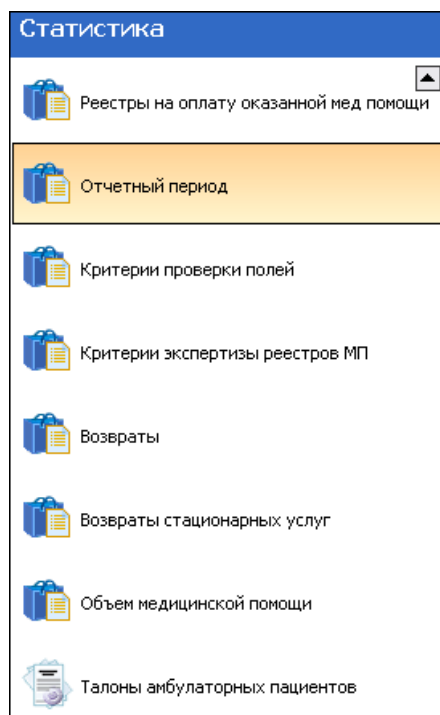 Статистика
Реестры на оплату оказанной мед помощи
Отчетный период
Критерии проверки полей
Критерии экспертизы реестров МП
Возвраты
Возвраты стационарных услуг
Объем медицинской помощи
Талоны амбулаторных пациентов